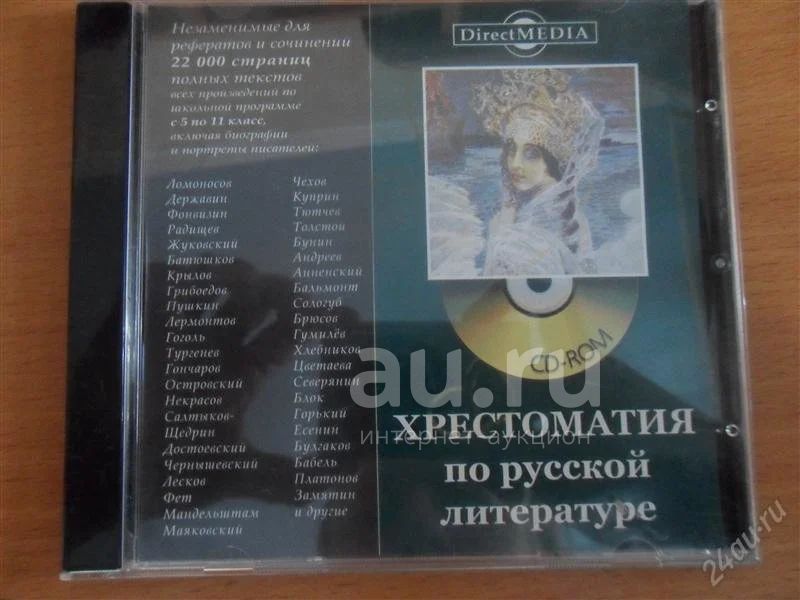 Незаменимые для
рефератов и сочинений
22 000 страниц
полных текстов
всех произведений по
школьной программе
с 5 по 11 класс,
включая биографии
и портреты писателей:
Ломоносов
Державин
Фонвизин
Радищев
Жуковский
Батюшков
Крылов
Грибоедов
Пушкин
Лермонтов
Гоголь
Тургенев
Гончаров
Островский
Некрасов
Салтыков-
Щедрин
Достоевский
Чернышевский
Лесков
Фет
Мандельштам
Маяковский
Чехов
Куприн
Тютчев
Толстой
Бунин
Андреев
Анненский
Бальмонт
Сологуб
Брюсов
Гумилёв
Хлебников
Цветаева
Северянин
Блок
Горький
Есенин
Булгаков
Бабель
Платонов
Замятин
и другие
DirectMEDIA
CD-ROM
ХРЕСТОМАТИЯ
по русской
литературе
au.ru
интернет-аукцион
24au.ru